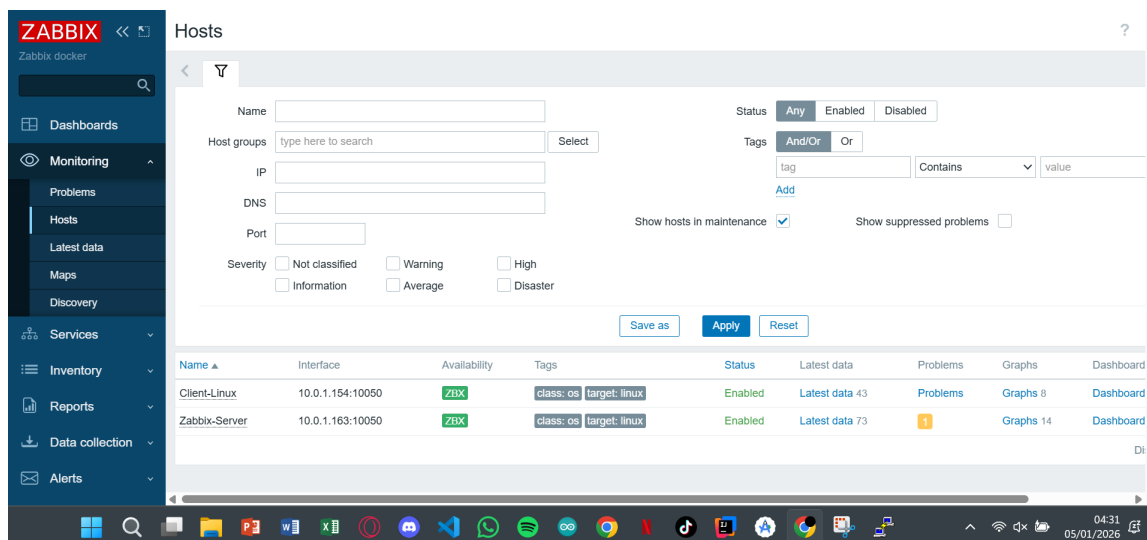 ZABBIX
Zabbix docker
Dashboards
Monitoring
Problems
Hosts
Latest data
Maps
Discovery
Services
Inventory
Reports
Data collection
Alerts
Hosts
?
Name
Status Any Enabled Disabled
Host groups type here to search Select
Tags And/Or Or
IP
tag Contains value
Add
DNS
Show hosts in maintenance Show suppressed problems
Port
Severity Not classified Warning High
Information Average Disaster
Save as Apply Reset
Name Interface Availability Tags Status Latest data Problems Graphs Dashboard
Client-Linux 10.0.1.154:10050 ZBX class: os target: linux Enabled Latest data 43 Problems Graphs 8 Dashboard
Zabbix-Server 10.0.1.163:10050 ZBX class: os target: linux Enabled Latest data 73 1 Graphs 14 Dashboard
04:31
05/01/2026